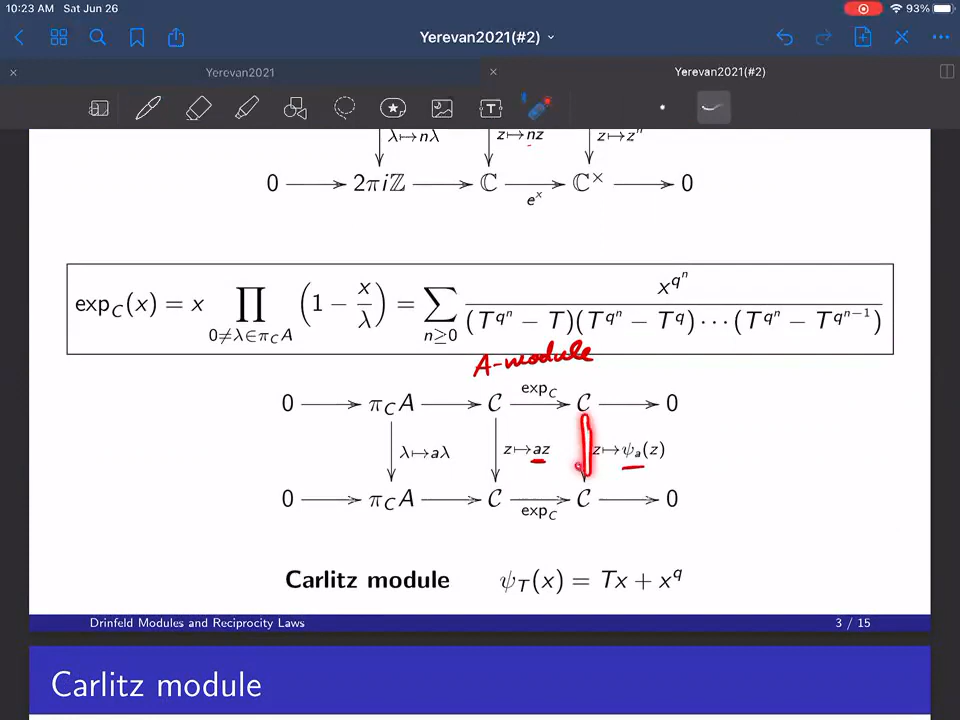 10:23 AM Sat Jun 26
93%
Yerevan2021(#2)
Yerevan2021
Yerevan2021(#2)
T
λ↦nλ z↦nz z↦zⁿ
0 → 2πiℤ → ℂ → ℂ^× → 0
e^x
exp_C(x) = x ∏_{0≠λ∈π_C A} (1 − x/λ) = ∑_{n≥0} x^{q^n} / ((T^{q^n} − T)(T^{q^n} − T^q) ⋯ (T^{q^n} − T^{q^{n−1}}))
A-module
exp_C
0 → π_C A → 𝒞 → 𝒞 → 0
λ↦aλ z↦az z↦ψ_a(z)
0 → π_C A → 𝒞 → 𝒞 → 0
exp_C
Carlitz module ψ_T(x) = Tx + x^q
Drinfeld Modules and Reciprocity Laws 3 / 15
Carlitz module